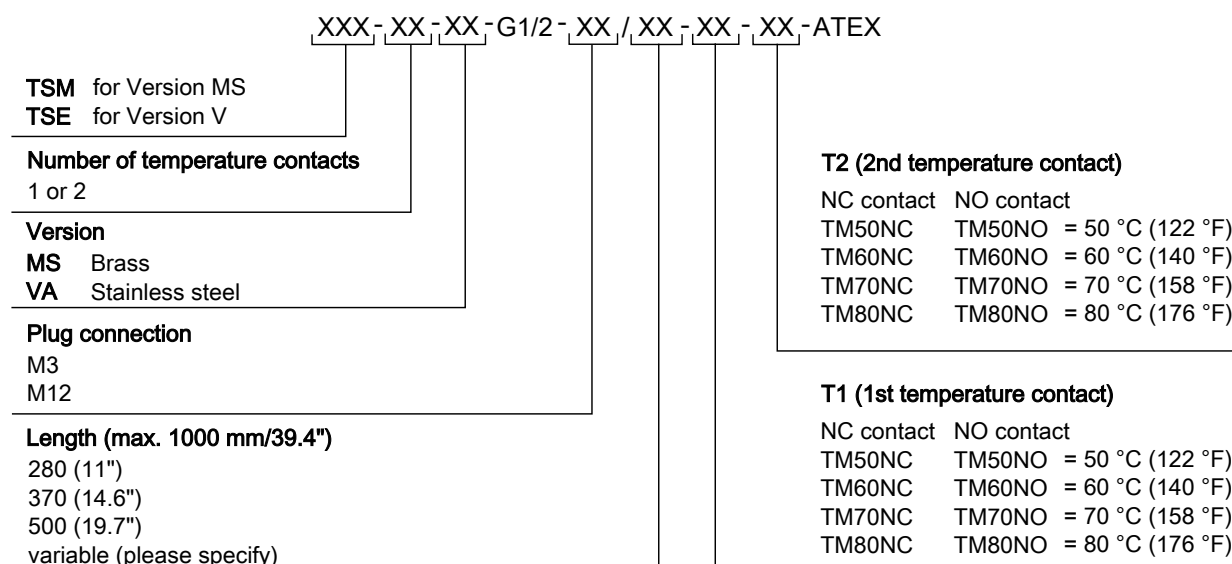 XXX-XX-XX-G1/2-XX/XX-XX-XX-ATEX
TSM for Version MS
TSE for Version V
Number of temperature contacts
1 or 2
Version
MS Brass
VA Stainless steel
Plug connection
M3
M12
Length (max. 1000 mm/39.4")
280 (11")
370 (14.6")
500 (19.7")
variable (please specify)
T2 (2nd temperature contact)
NC contact NO contact
TM50NC TM50NO = 50 °C (122 °F)
TM60NC TM60NO = 60 °C (140 °F)
TM70NC TM70NO = 70 °C (158 °F)
TM80NC TM80NO = 80 °C (176 °F)
T1 (1st temperature contact)
NC contact NO contact
TM50NC TM50NO = 50 °C (122 °F)
TM60NC TM60NO = 60 °C (140 °F)
TM70NC TM70NO = 70 °C (158 °F)
TM80NC TM80NO = 80 °C (176 °F)